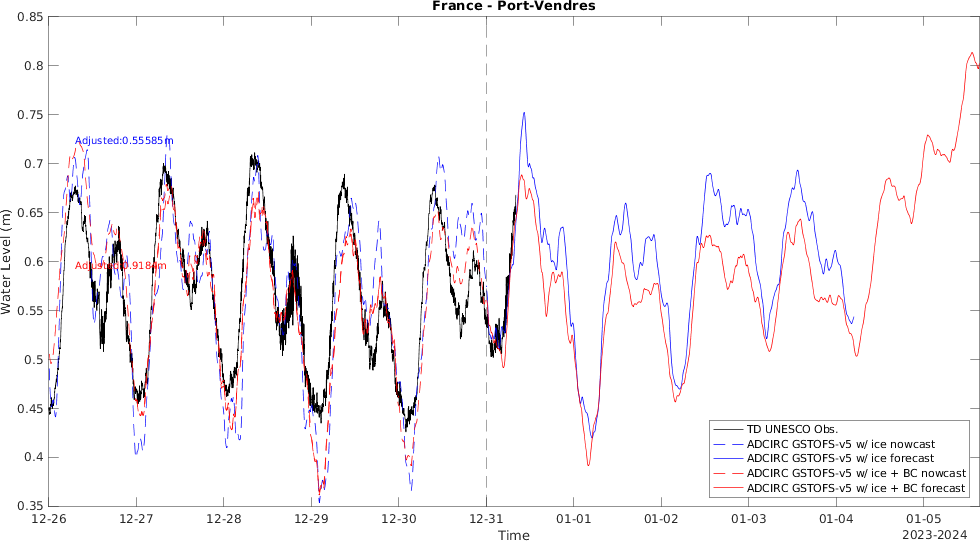 France - Port-Vendres
0.85
0.8
0.75
0.7
0.65
0.6
0.55
0.5
0.45
0.4
0.35
Water Level (m)
Adjusted:0.55585m
12-26 12-27 12-28 12-29 12-30 12-31 01-01 01-02 01-03 01-04 01-05
Time
2023-2024
TD UNESCO Obs.
ADCIRC GSTOFS-v5 w/ ice nowcast
ADCIRC GSTOFS-v5 w/ ice forecast
ADCIRC GSTOFS-v5 w/ ice + BC nowcast
ADCIRC GSTOFS-v5 w/ ice + BC forecast